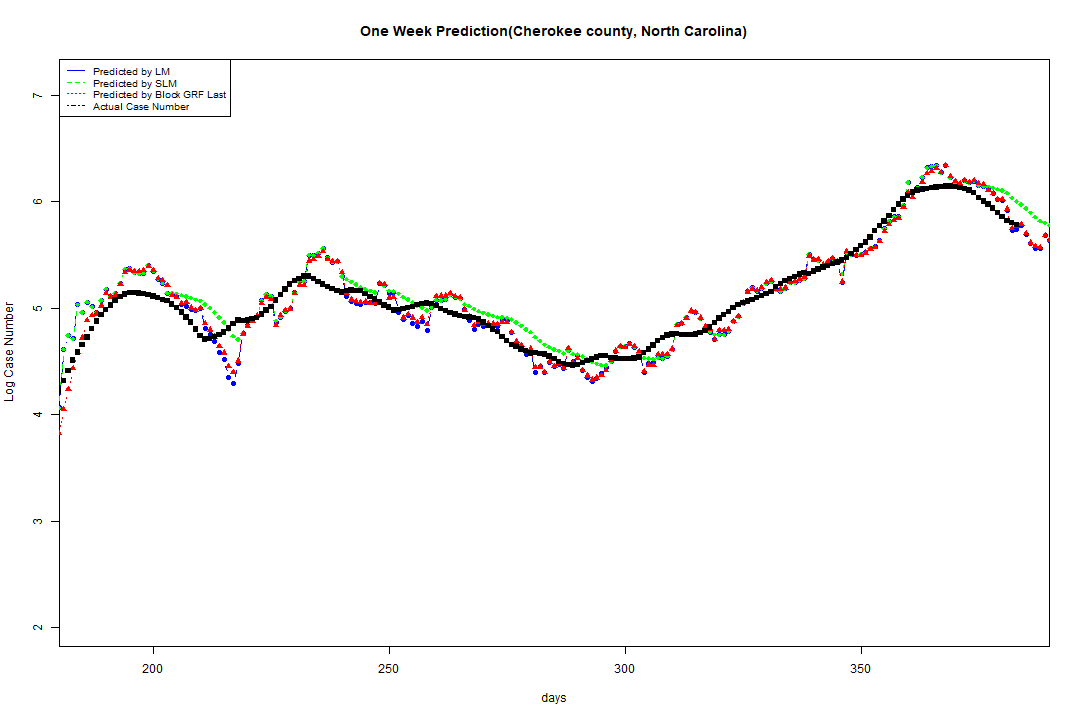 One Week Prediction(Cherokee county, North Carolina)
Predicted by LM
Predicted by SLM
Predicted by Block GRF Last
Actual Case Number
Log Case Number
7
6
5
4
3
2
200
250
300
350
days